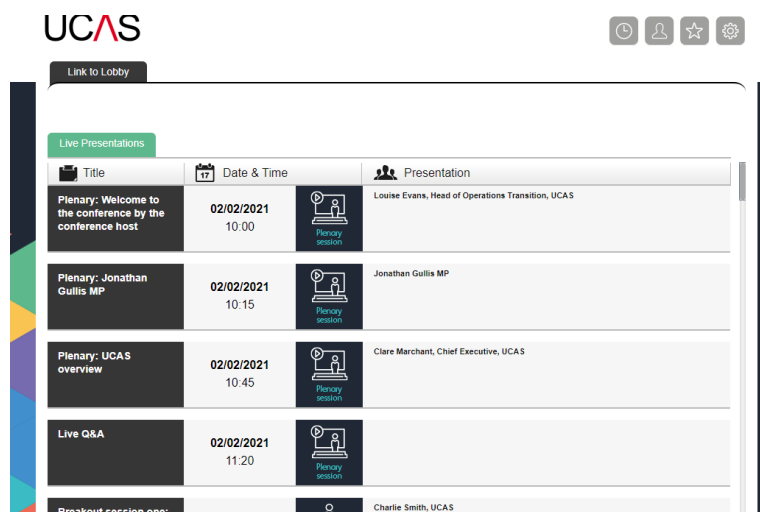 UCAS
Link to Lobby
Live Presentations
Title
17
Date & Time
Presentation
Plenary: Welcome to
the conference by the
conference host
02/02/2021
10:00
Plenary
session
Louise Evans, Head of Operations Transition, UCAS
Plenary: Jonathan
Gullis MP
02/02/2021
10:15
Plenary
session
Jonathan Gullis MP
Plenary: UCAS
overview
02/02/2021
10:45
Plenary
session
Clare Marchant, Chief Executive, UCAS
Live Q&A
02/02/2021
11:20
Plenary
session
Breakout session one:
Charlie Smith, UCAS